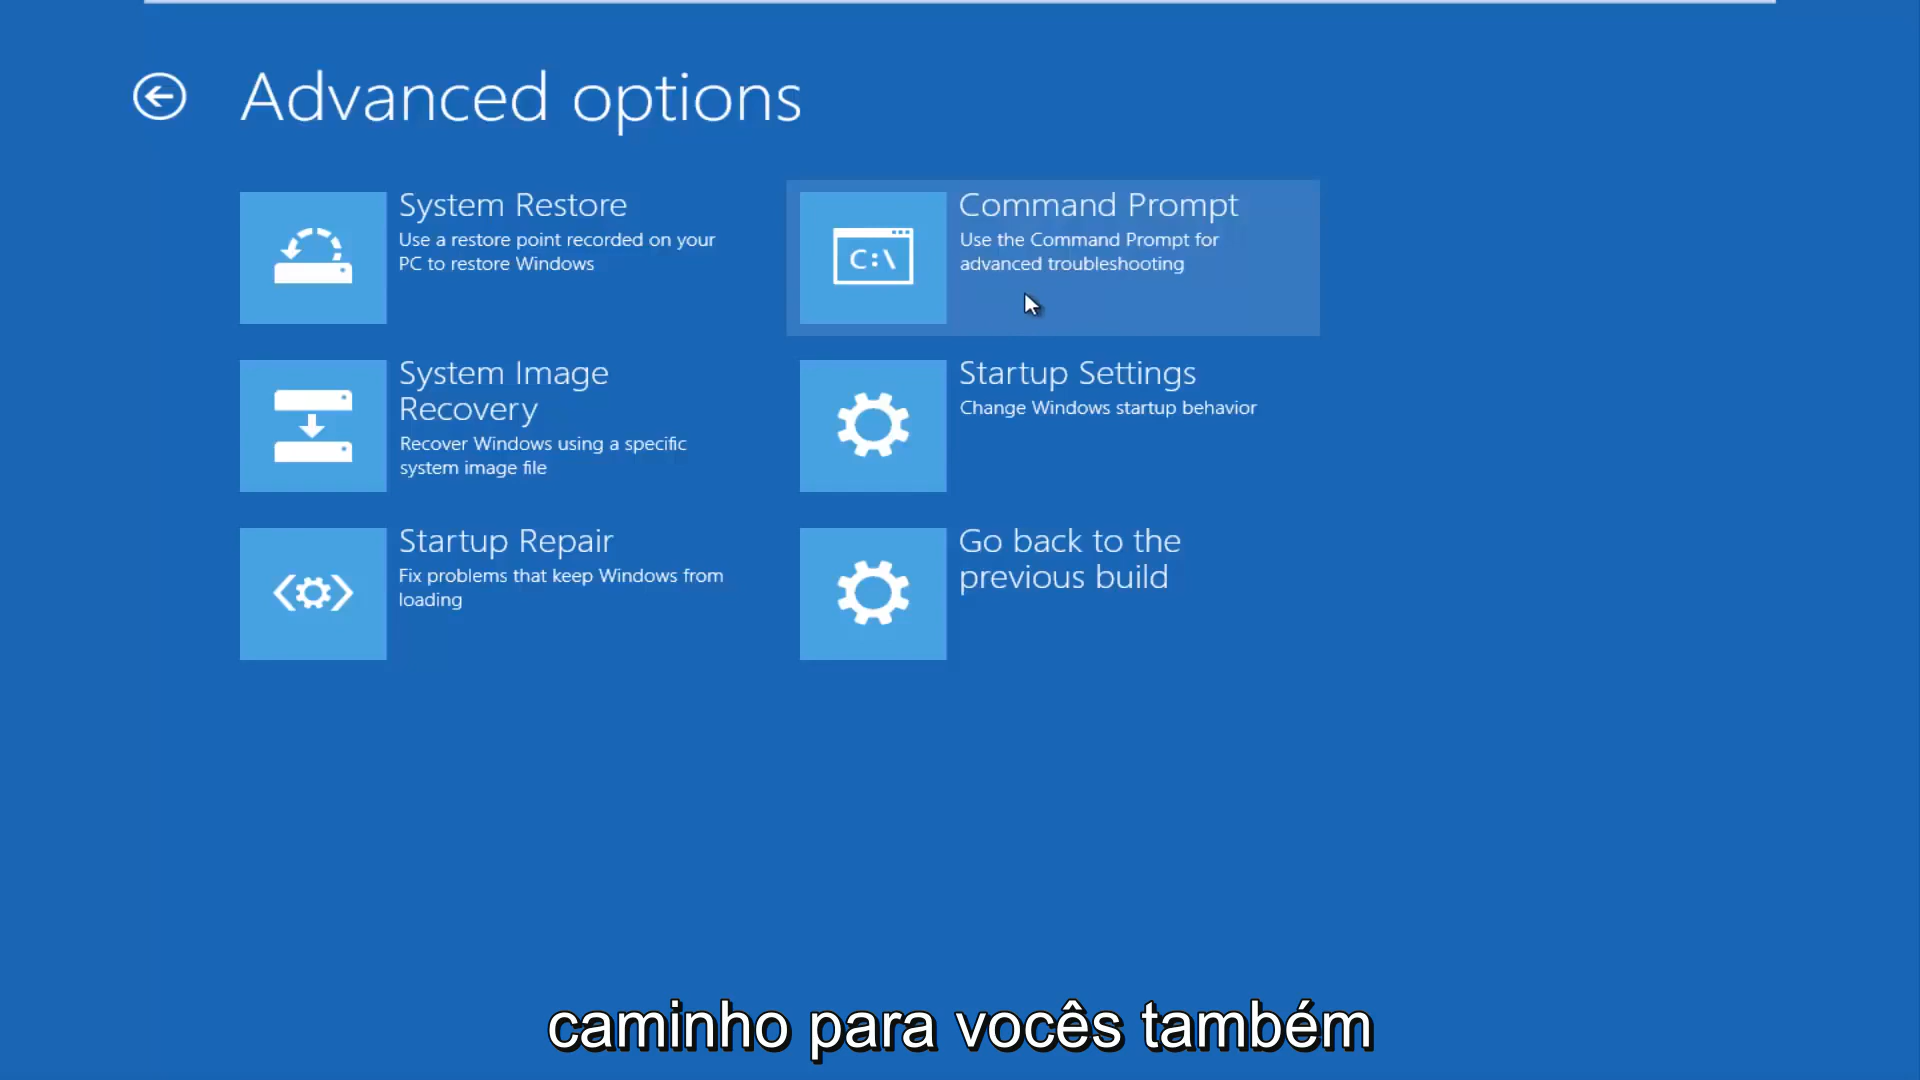 Advanced options
System Restore
Use a restore point recorded on your
PC to restore Windows
Command Prompt
Use the Command Prompt for
advanced troubleshooting
C:\
System Image
Recovery
Recover Windows using a specific
system image file
Startup Settings
Change Windows startup behavior
Startup Repair
Fix problems that keep Windows from
loading
Go back to the
previous build
caminho para vocês também